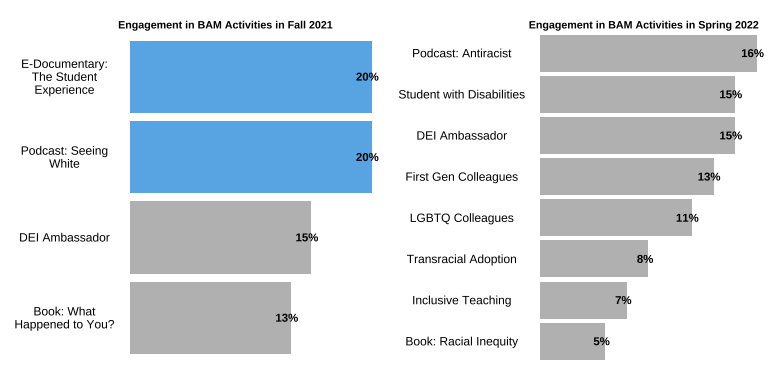 Engagement in BAM Activities in Fall 2021
E-Documentary:
The Student
Experience
20%
Podcast: Seeing
White
20%
DEI Ambassador
15%
Book: What
Happened to You?
13%
Engagement in BAM Activities in Spring 2022
Podcast: Antiracist
16%
Student with Disabilities
15%
DEI Ambassador
15%
First Gen Colleagues
13%
LGBTQ Colleagues
11%
Transracial Adoption
8%
Inclusive Teaching
7%
Book: Racial Inequity
5%